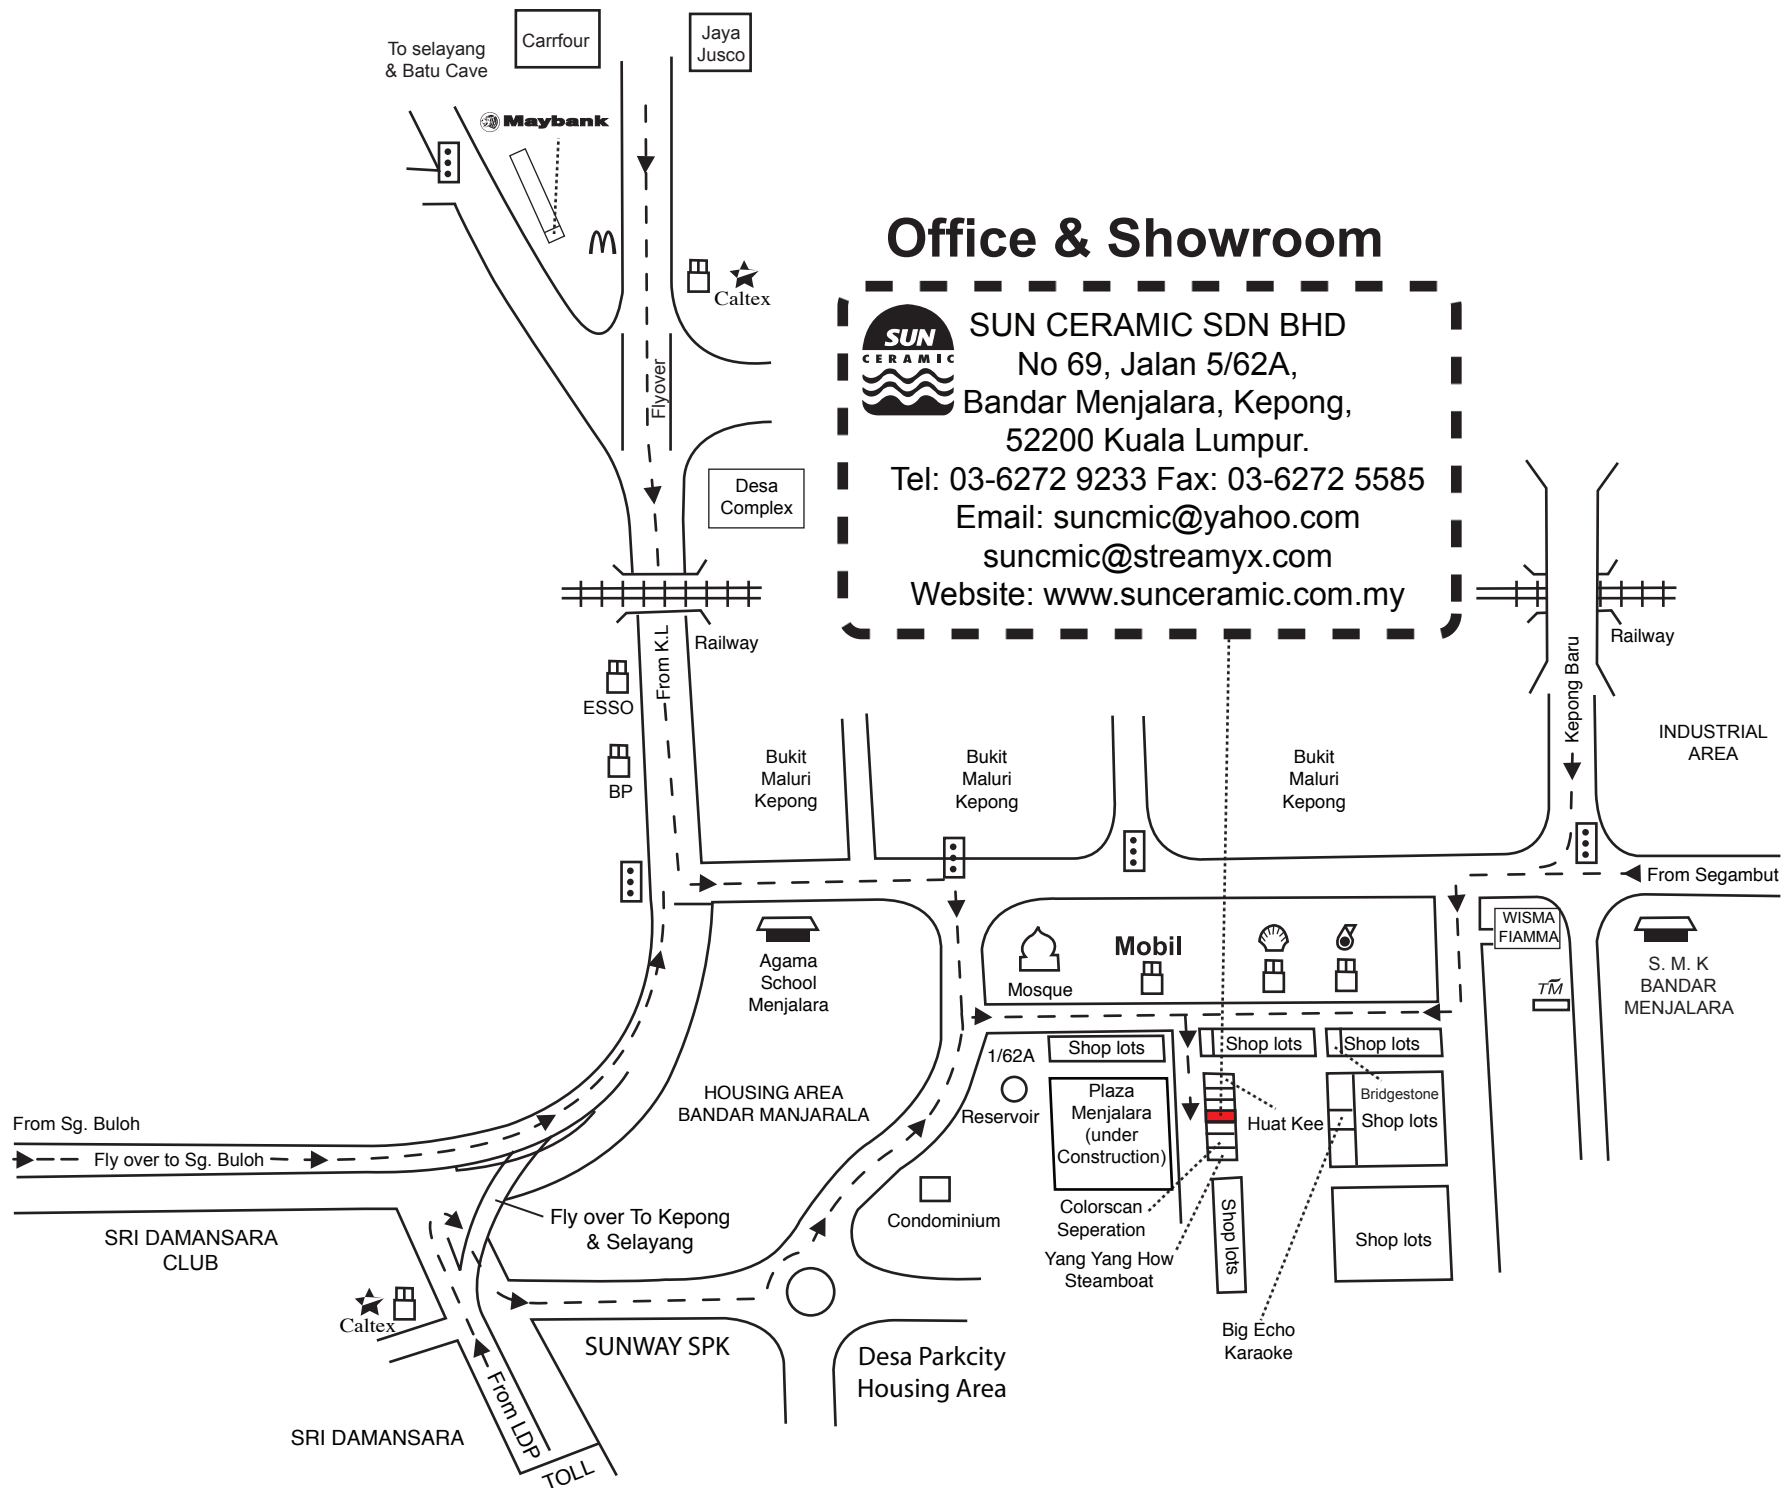 Carrfour
Jaya
Jusco
To selayang
& Batu Cave
Maybank
Caltex
Flyover
Office & Showroom
SUN
CERAMIC
SUN CERAMIC SDN BHD
No 69, Jalan 5/62A,
Bandar Menjalara, Kepong,
52200 Kuala Lumpur.
Tel: 03-6272 9233 Fax: 03-6272 5585
Email: suncmic@yahoo.com
suncmic@streamyx.com
Website: www.sunceramic.com.my
Desa
Complex
Railway
Railway
From K.L
Kepong Baru
ESSO
BP
Bukit
Maluri
Kepong
Bukit
Maluri
Kepong
Bukit
Maluri
Kepong
INDUSTRIAL
AREA
From Segambut
WISMA
FIAMMA
TM
S. M. K
BANDAR
MENJALARA
Agama
School
Menjalara
Mosque
Mobil
Shop lots
Shop lots
Shop lots
1/62A
Reservoir
Plaza
Menjalara
(under
Construction)
Huat Kee
Bridgestone
Shop lots
HOUSING AREA
BANDAR MANJARALA
From Sg. Buloh
Fly over to Sg. Buloh
SRI DAMANSARA
CLUB
Fly over To Kepong
& Selayang
Condominium
Colorscan
Seperation
Yang Yang How
Steamboat
Shop lots
Shop lots
Big Echo
Karaoke
Caltex
SUNWAY SPK
Desa Parkcity
Housing Area
From LDP
SRI DAMANSARA
TOLL